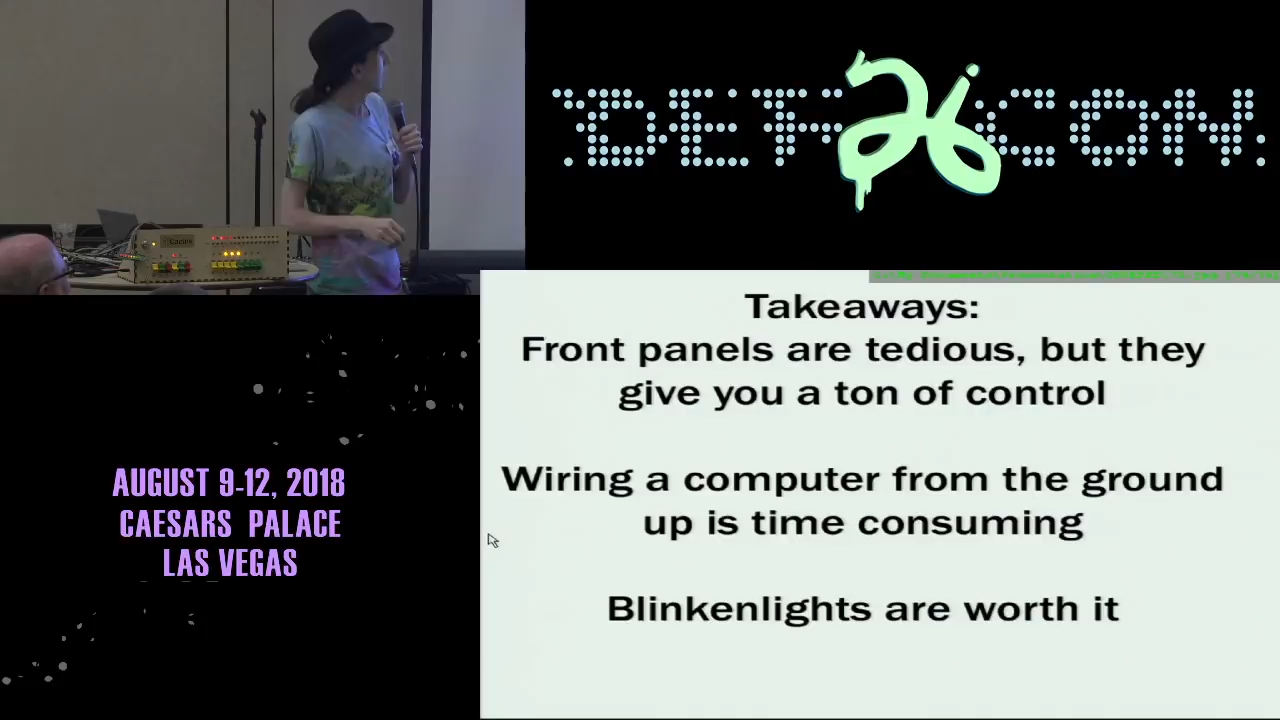 DEF 26 CON
Takeaways:
Front panels are tedious, but they
give you a ton of control
Wiring a computer from the ground
up is time consuming
Blinkenlights are worth it
AUGUST 9-12, 2018
CAESARS PALACE
LAS VEGAS